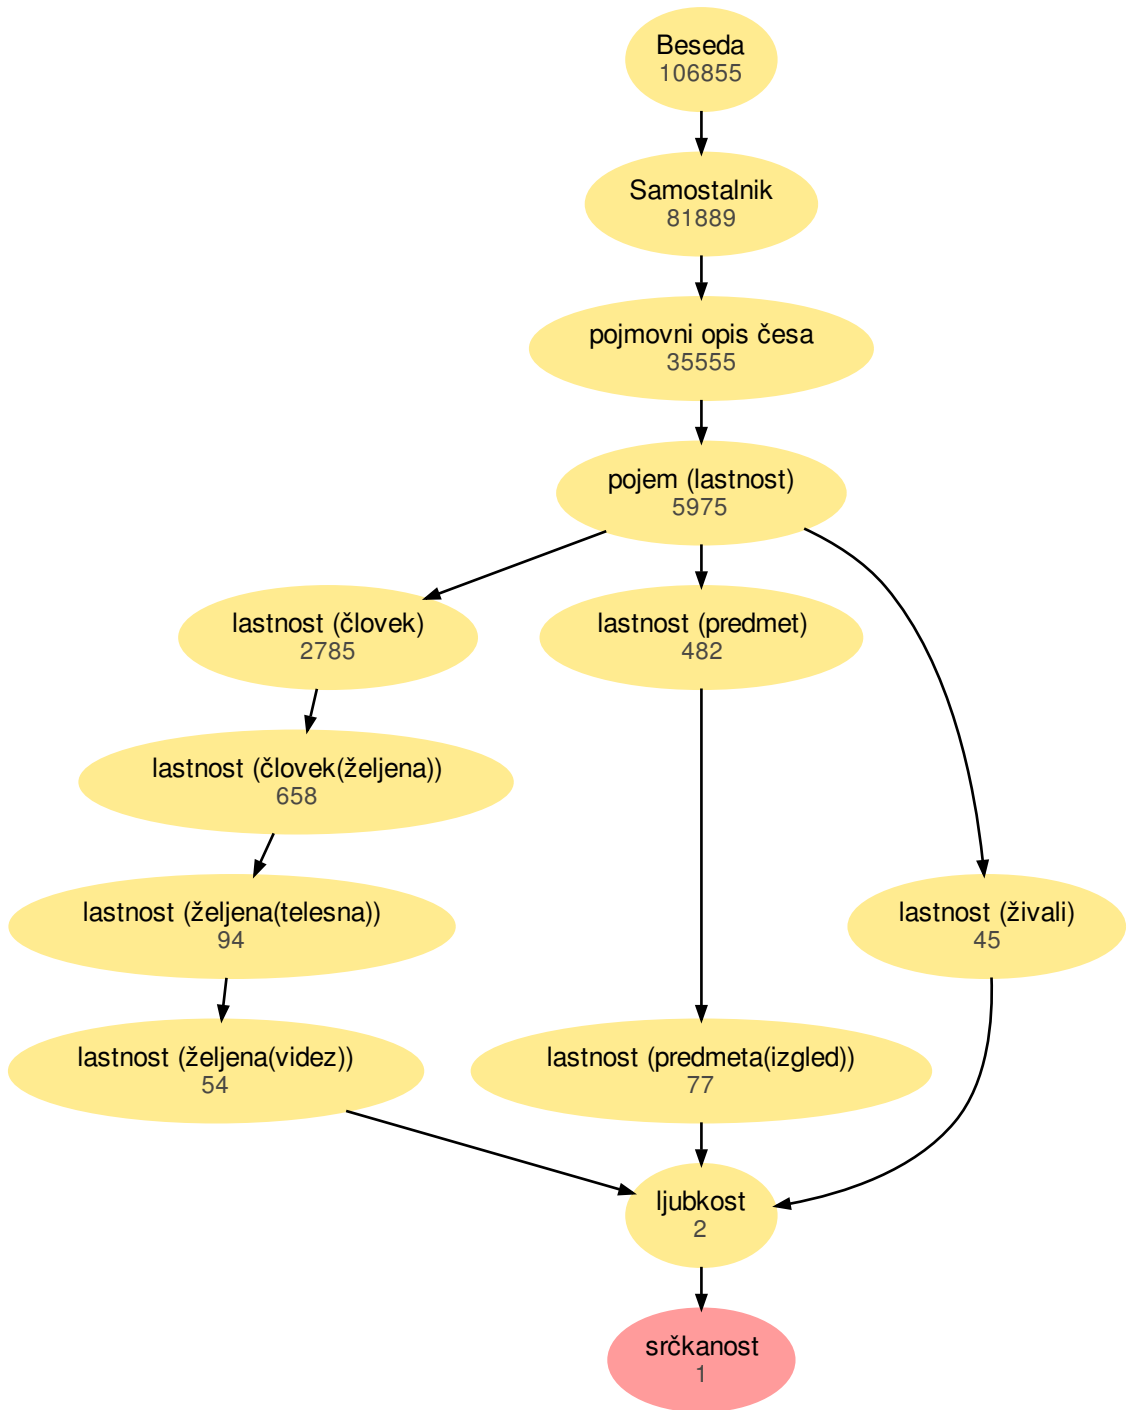 Beseda
106855
Samostalnik
81889
pojmovni opis česa
35555
pojem (lastnost)
5975
lastnost (človek)
2785
lastnost (predmet)
482
lastnost (človek(željena))
658
lastnost (željena(telesna))
94
lastnost (živali)
45
lastnost (željena(videz))
54
lastnost (predmeta(izgled))
77
ljubkost
2
srčkanost
1